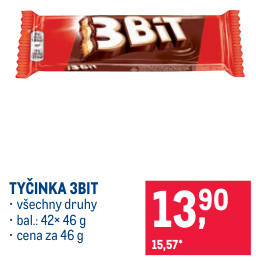 3BiT
TYČINKA 3BIT
• všechny druhy
• bal.: 42× 46 g
• cena za 46 g
13,90
15,57*